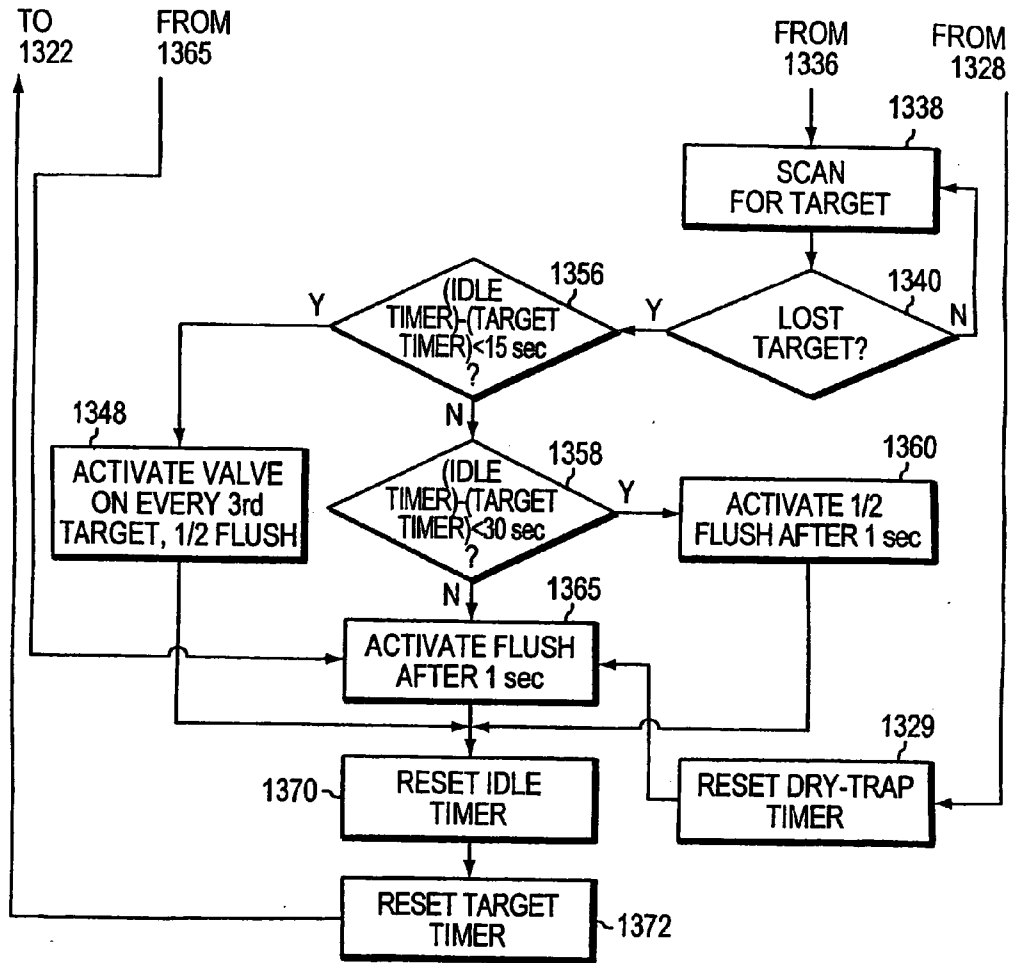 TO
1322
FROM
1365
FROM
1336
FROM
1328
1338
SCAN
FOR TARGET
1340
LOST
TARGET?
N
Y
1356
(IDLE
TIMER)-(TARGET
TIMER)<15 sec
?
Y
N
1348
ACTIVATE VALVE
ON EVERY 3rd
TARGET, 1/2 FLUSH
1358
(IDLE
TIMER)-(TARGET
TIMER)<30 sec
?
Y
N
1360
ACTIVATE 1/2
FLUSH AFTER 1 sec
1365
ACTIVATE FLUSH
AFTER 1 sec
1329
RESET DRY-TRAP
TIMER
1370
RESET IDLE
TIMER
RESET TARGET
TIMER
1372